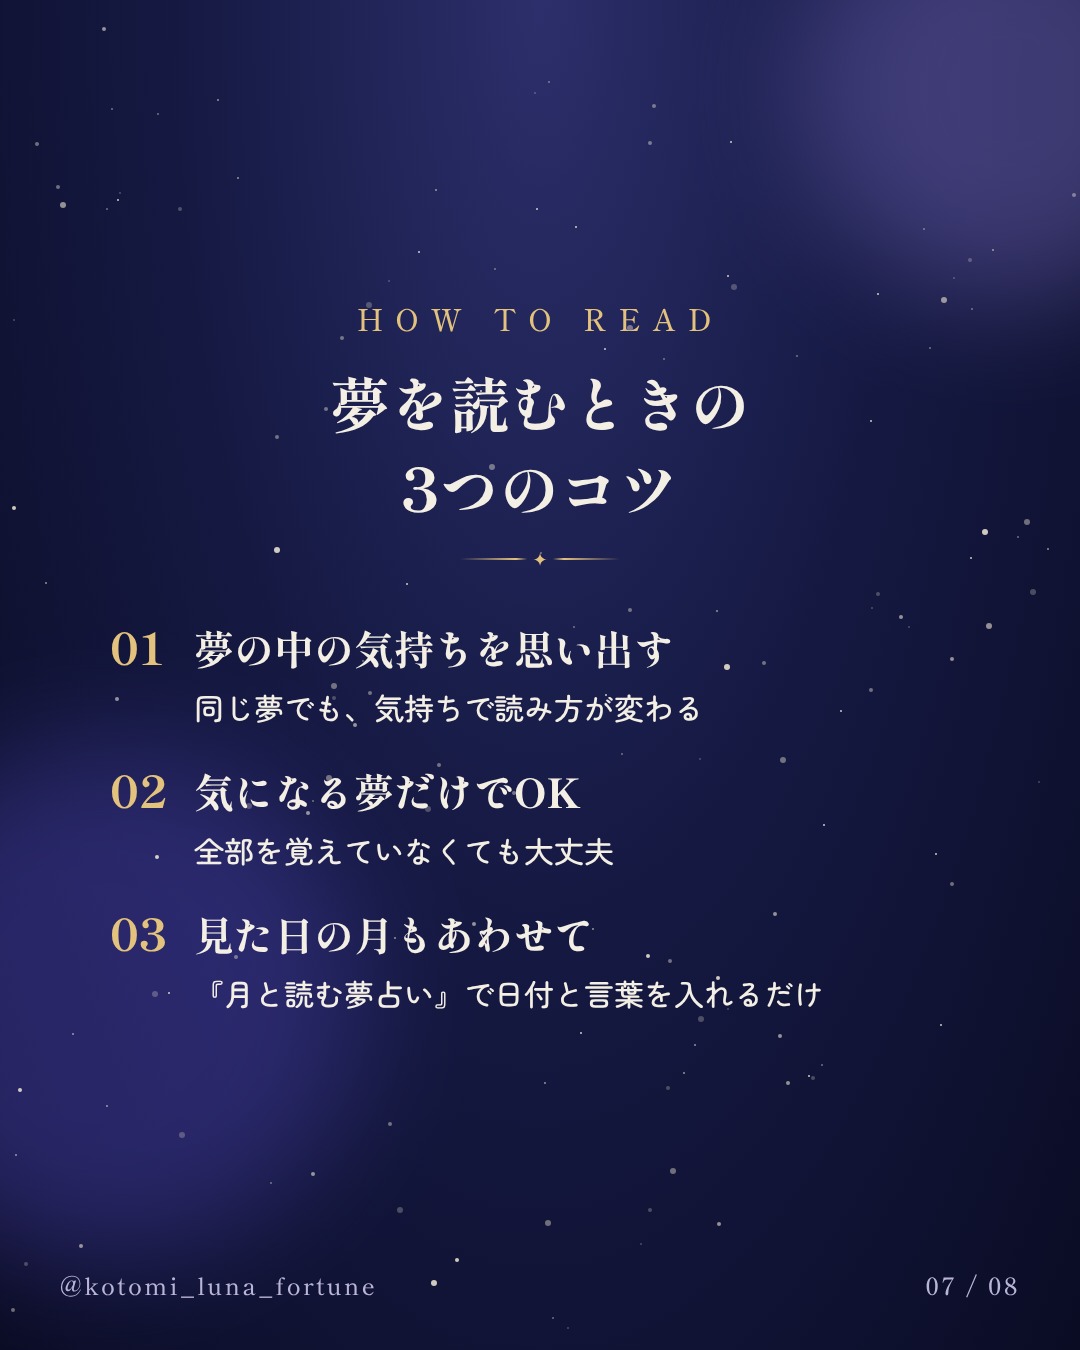 HOW TO READ
夢を読むときの
3つのコツ
01 夢の中の気持ちを思い出す
同じ夢でも、気持ちで読み方が変わる
02 気になる夢だけでOK
全部を覚えていなくても大丈夫
03 見た日の月もあわせて
『月と読む夢占い』で日付と言葉を入れるだけ
@kotomi_luna_fortune
07 / 08